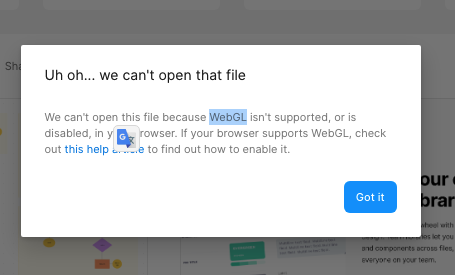 Sha
Uh oh... we can't open that file
We can't open this file because WebGL isn't supported, or is
disabled, in browser. If your browser supports WebGL, check
out this help article to find out how to enable it.
Got it